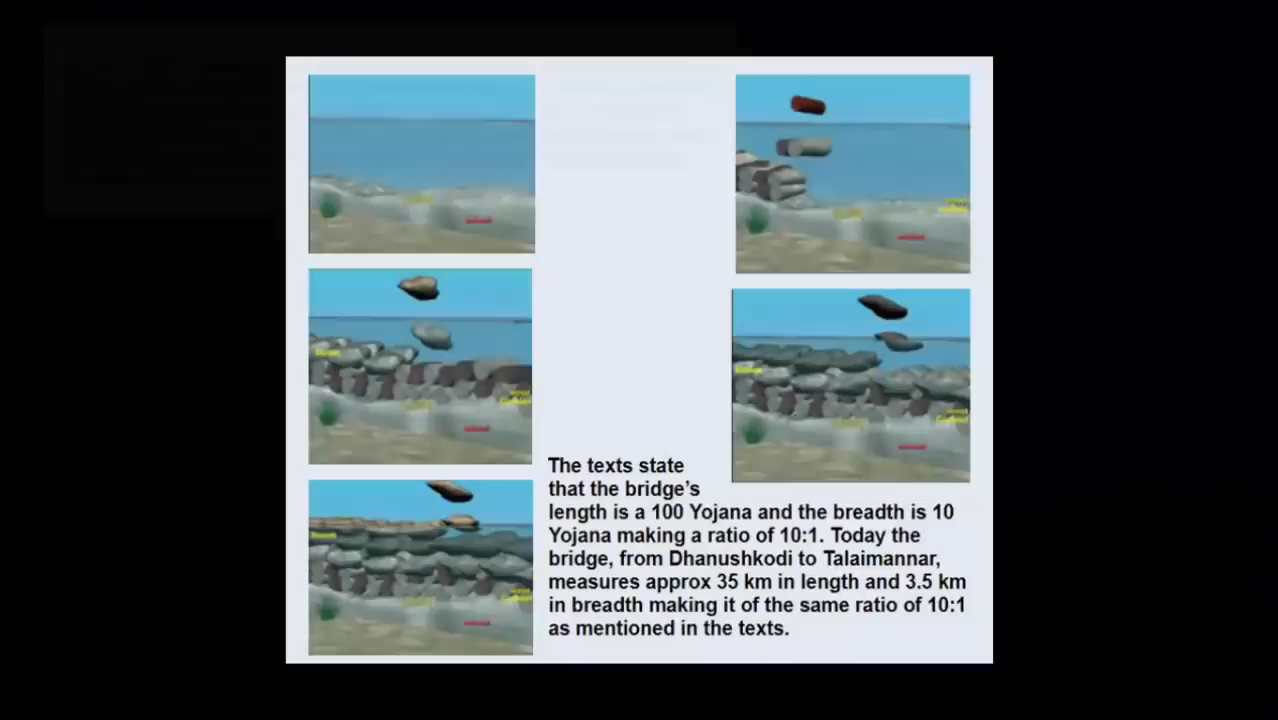 The texts state
that the bridge’s
length is a 100 Yojana and the breadth is 10
Yojana making a ratio of 10:1. Today the
bridge, from Dhanushkodi to Talaimannar,
measures approx 35 km in length and 3.5 km
in breadth making it of the same ratio of 10:1
as mentioned in the texts.